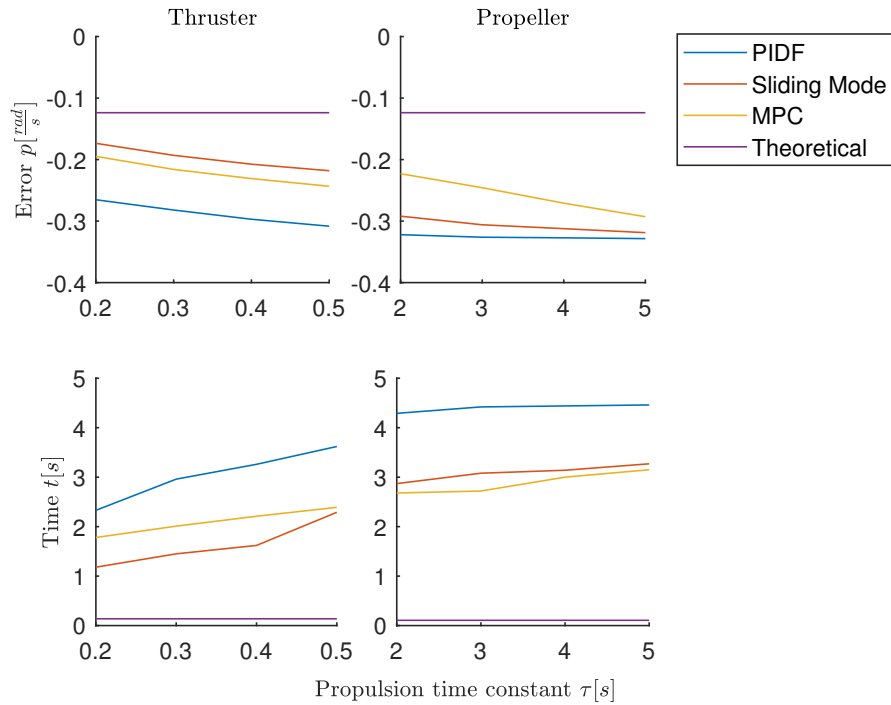 Thruster
Propeller
0
-0.1
-0.2
-0.3
-0.4
Error p[rad/s]
0.2 0.3 0.4 0.5
0
-0.1
-0.2
-0.3
-0.4
2 3 4 5
PIDF
Sliding Mode
MPC
Theoretical
5
4
3
2
1
0
Time t[s]
0.2 0.3 0.4 0.5
5
4
3
2
1
0
2 3 4 5
Propulsion time constant τ[s]